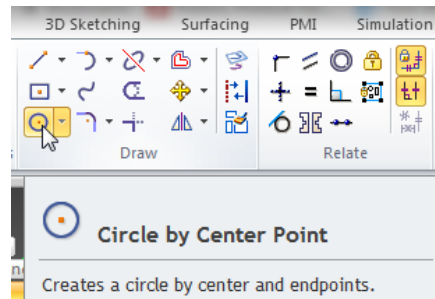 3D Sketching Surfacing PMI Simulation
Draw Relate
Circle by Center Point
Creates a circle by center and endpoints.